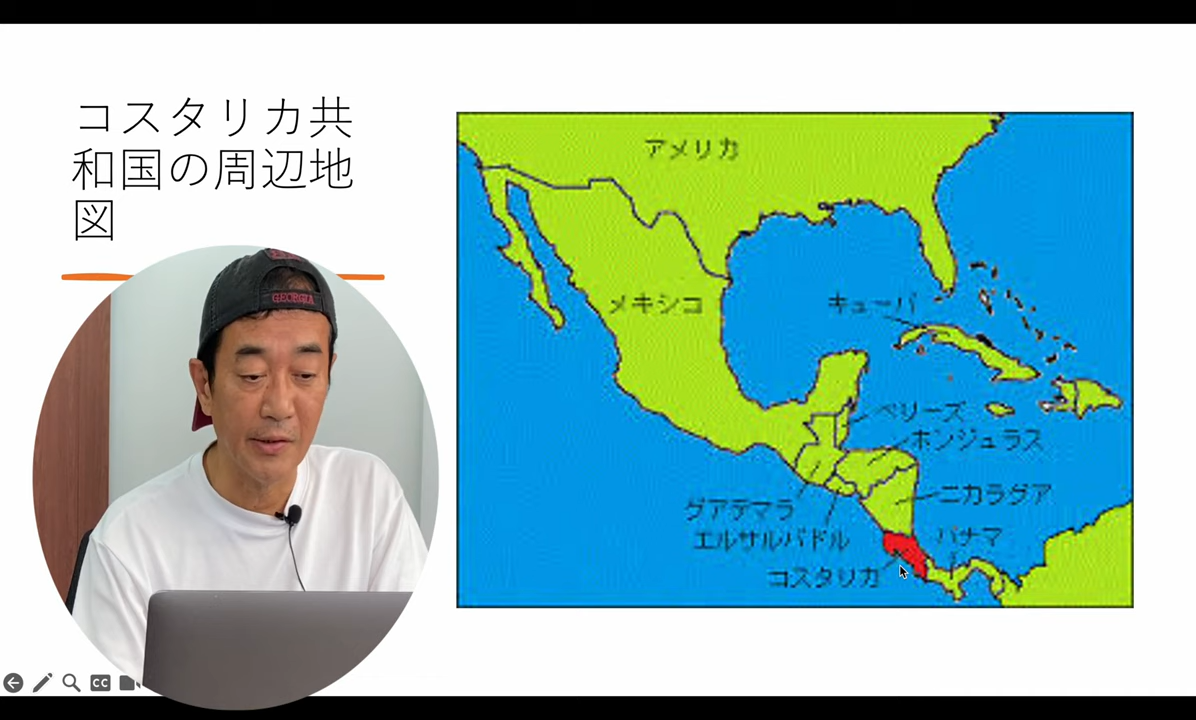 コスタリカ共
和国の周辺地
図
GEORGIA
アメリカ
メキシコ
キューバ
ベリーズ
ホンジュラス
ニカラグア
グアテマラ
エルサルバドル
パナマ
コスタリカ
CC